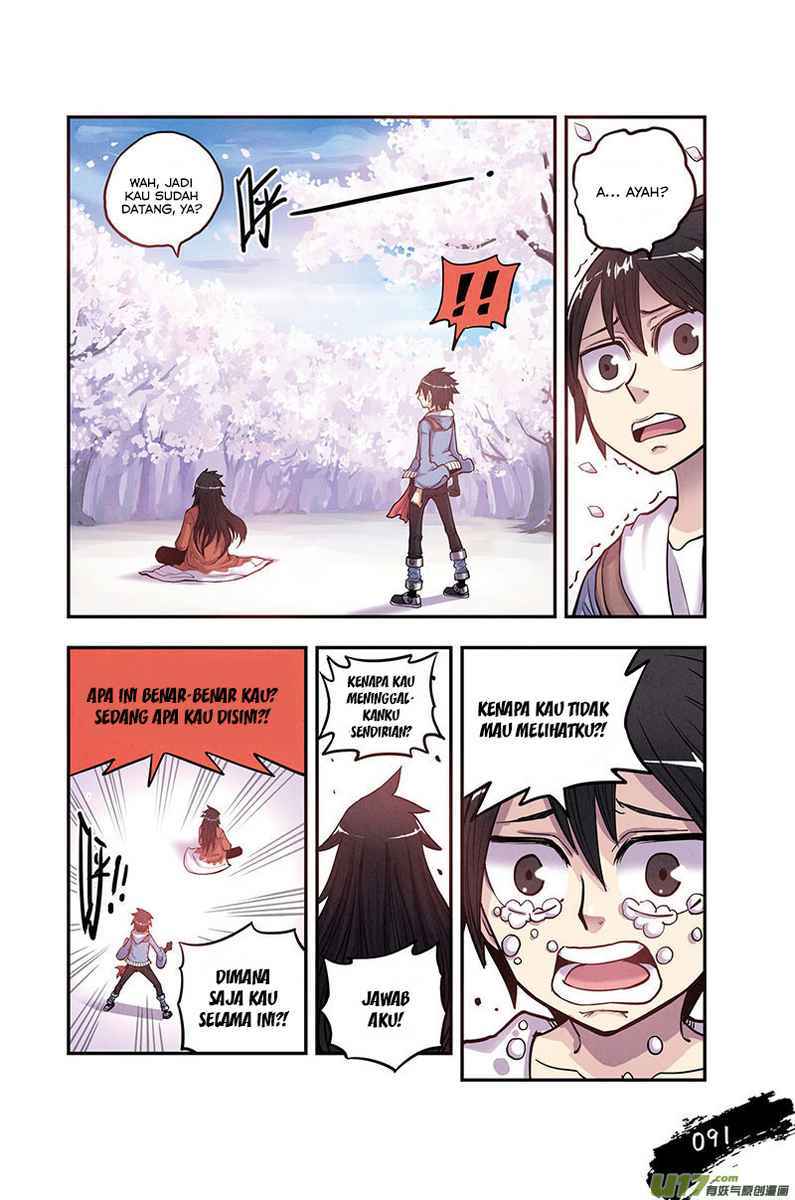 WAH, JADI
KAU SUDAH
DATANG, YA?
呼
!!
A... AYAH?
APA INI BENAR-BENAR KAU?
SEDANG APA KAU DISINI?!
呼!!
DIMANA
SAJA KAU
SELAMA INI?!
KENAPA KAU
MENINGGAL-
KANKU
SENDIRIAN?
JAWAB
AKU!
KENAPA KAU TIDAK
MAU MELIHATKU?!
091
U17.com
有妖气原创漫画